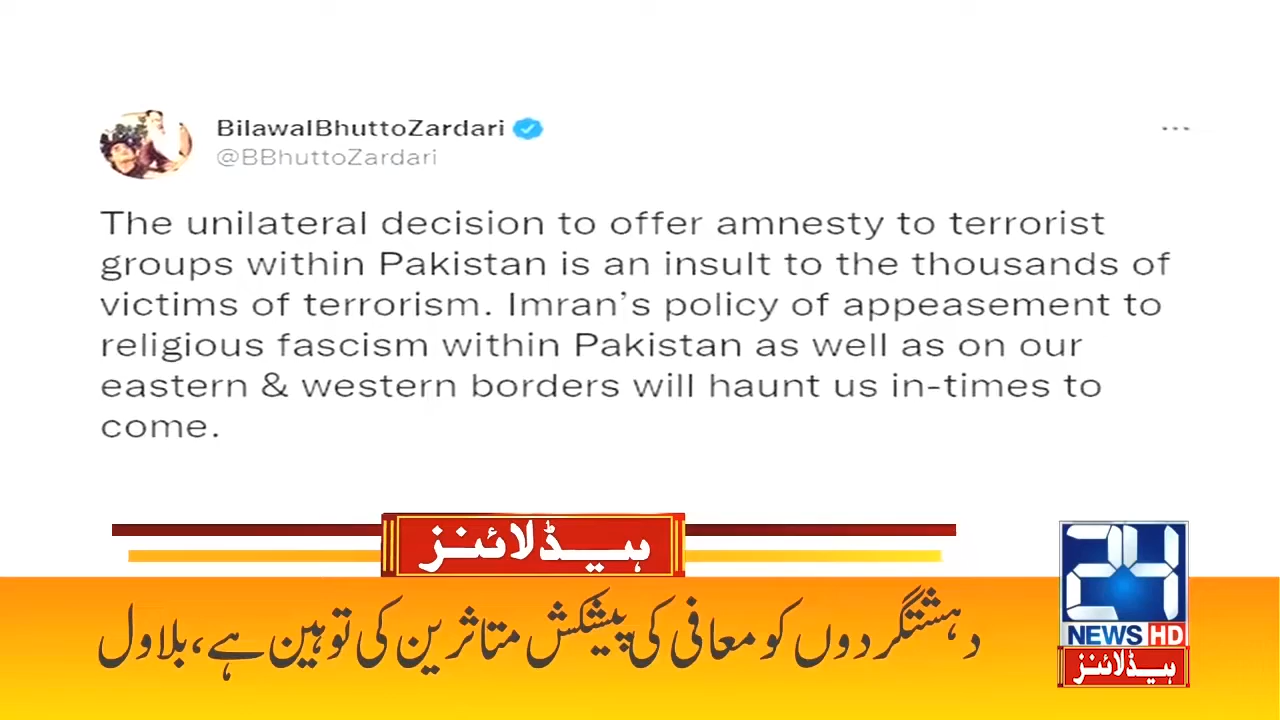 BilawalBhuttoZardari
@BBhuttoZardari
The unilateral decision to offer amnesty to terrorist
groups within Pakistan is an insult to the thousands of
victims of terrorism. Imran’s policy of appeasement to
religious fascism within Pakistan as well as on our
eastern & western borders will haunt us in-times to
come.
ہیڈلائنز
دہشتگردوں کو معافی کی پیشکش متاثرین کی توہین ہے، بلاول
24
NEWS HD
ہیڈلائنز